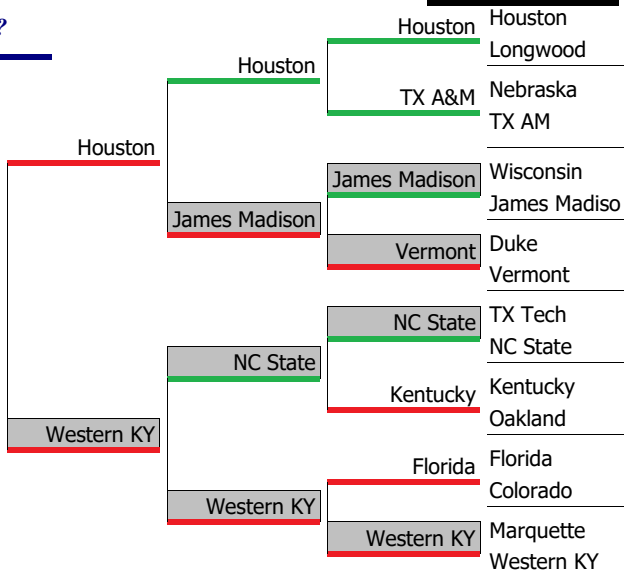 ?
Houston
Longwood
Houston
Nebraska
TX AM
TX A&M
Houston
Wisconsin
James Madiso
James Madison
Duke
Vermont
Vermont
James Madison
Houston
TX Tech
NC State
NC State
Kentucky
Oakland
Kentucky
NC State
Florida
Colorado
Florida
Marquette
Western KY
Western KY
Western KY
Western KY